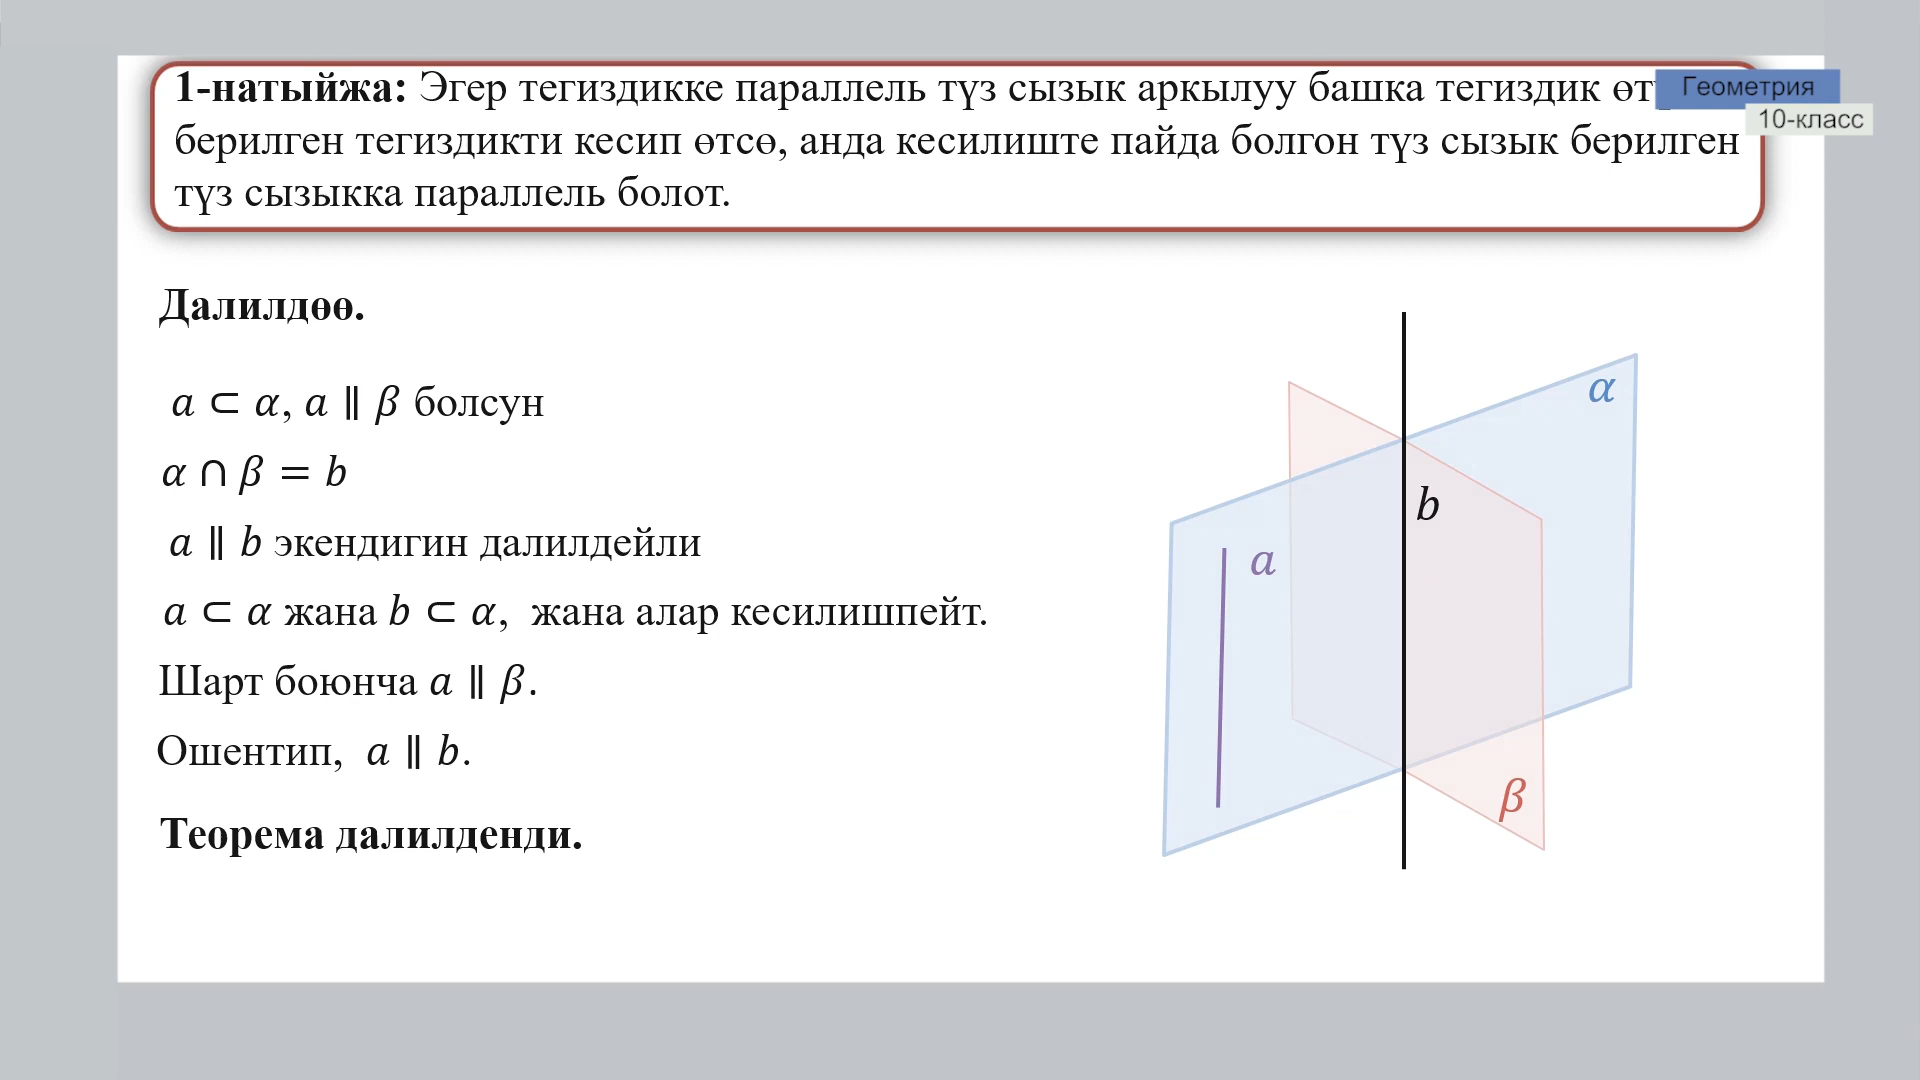 1-натыйжа: Эгер тегиздикке параллель түз сызык аркылуу башка тегиздик
берилген тегиздикти кесип өтсө, анда кесилиште пайда болгон түз сызык берилген
түз сызыкка параллель болот.
Геометрия
10-класс
Далилдөө.
a ⊂ α, a ∥ β болсун
α ∩ β = b
a ∥ b экендигин далилдейли
a ⊂ α жана b ⊂ α, жана алар кесилишпейт.
Шарт боюнча a ∥ β.
Ошентип, a ∥ b.
Теорема далилденди.
α
b
a
β